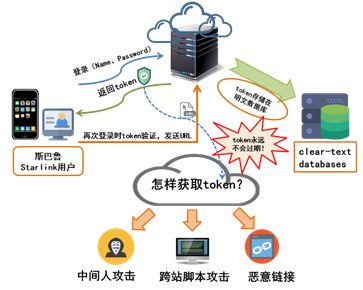 登录（Name、Password）
返回token
token存储在
明文数据库
URL
再次登录时token验证，发送URL
token永远
不会过期！
斯巴鲁
Starlink用户
clear-text
databases
怎样获取token？
中间人攻击
跨站脚本攻击
恶意链接